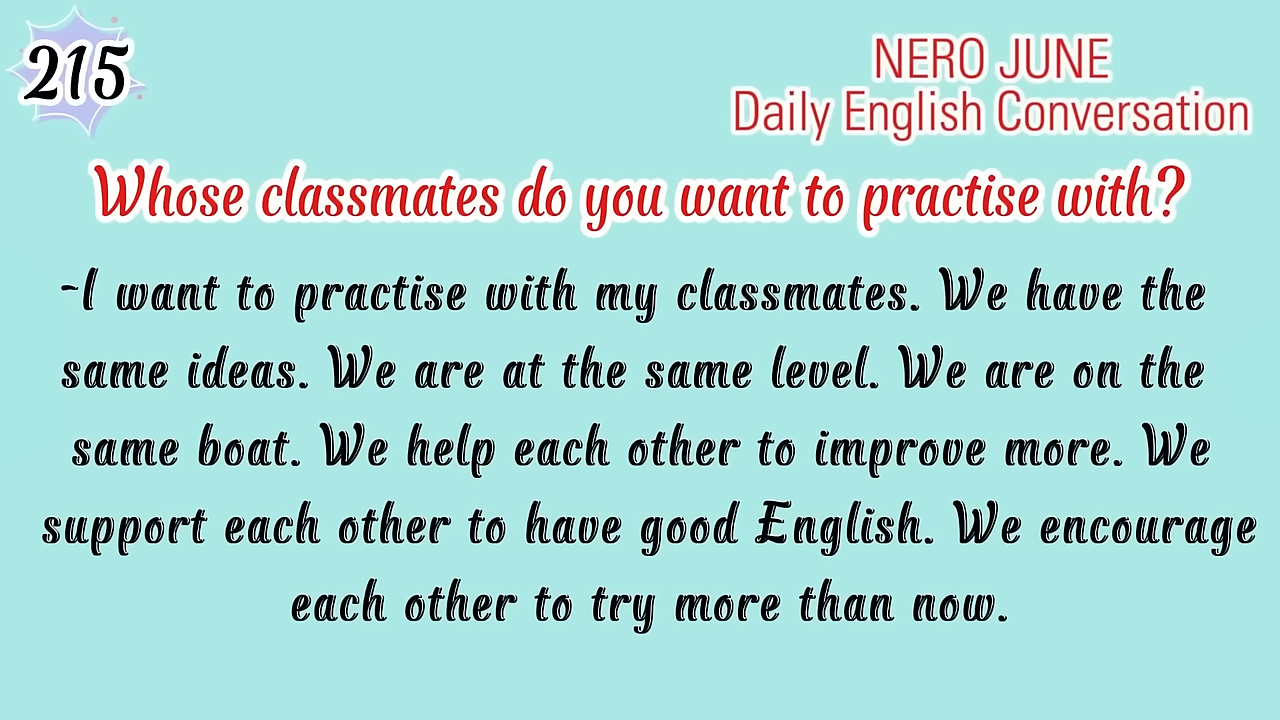 215
NERO JUNE
Daily English Conversation
Whose classmates do you want to practise with?
-I want to practise with my classmates. We have the
same ideas. We are at the same level. We are on the
same boat. We help each other to improve more. We
support each other to have good English. We encourage
each other to try more than now.